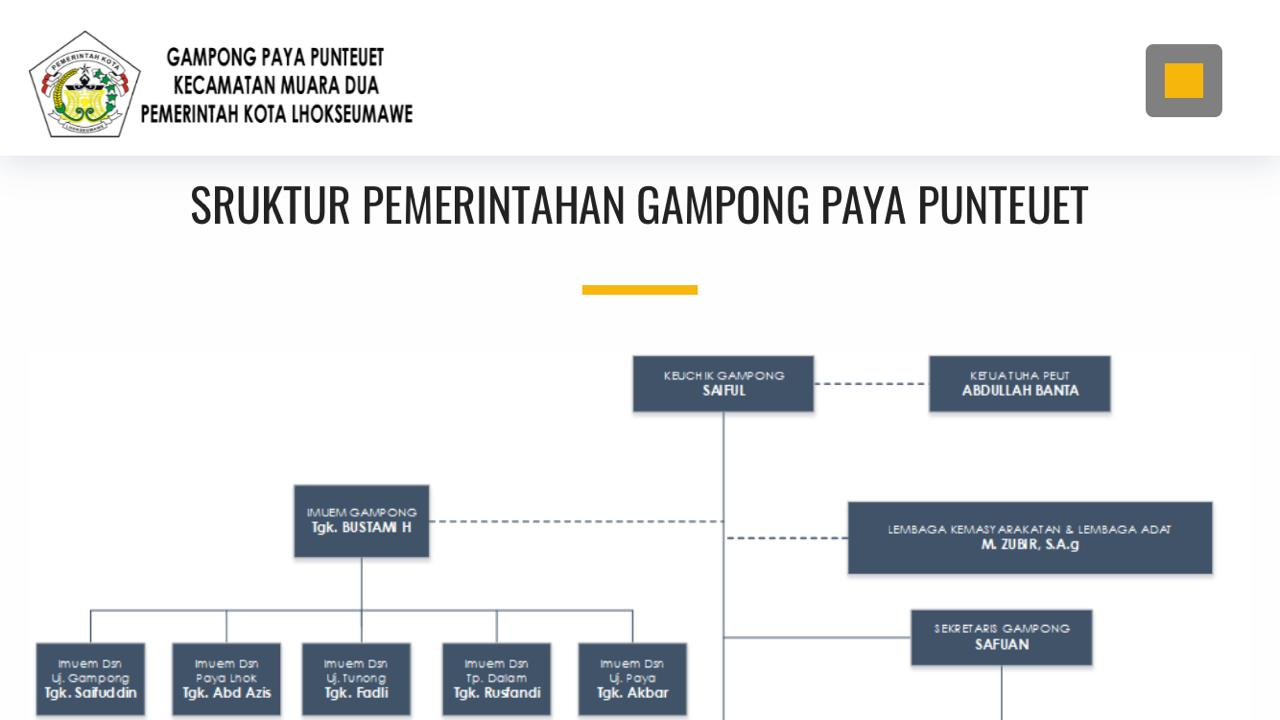 PEMERINTAH KOTA
LHOKSEUMAWE
GAMPONG PAYA PUNTEUET
KECAMATAN MUARA DUA
PEMERINTAH KOTA LHOKSEUMAWE
SRUKTUR PEMERINTAHAN GAMPONG PAYA PUNTEUET
KEUCHIK GAMPONG
SAIFUL
KETUA TUHA PEUT
ABDULLAH BANTA
IMUEM GAMPONG
Tgk. BUSTAMI H
LEMBAGA KEMASYARAKATAN & LEMBAGA ADAT
M. ZUBIR, S.A.g
SEKRETARIS GAMPONG
SAFUAN
Imuem Dsn
Uj. Gampong
Tgk. Saifuddin
Imuem Dsn
Paya Lhok
Tgk. Abd Azis
Imuem Dsn
Uj. Tunong
Tgk. Fadli
Imuem Dsn
Tp. Dalam
Tgk. Rusfandi
Imuem Dsn
Uj. Paya
Tgk. Akbar